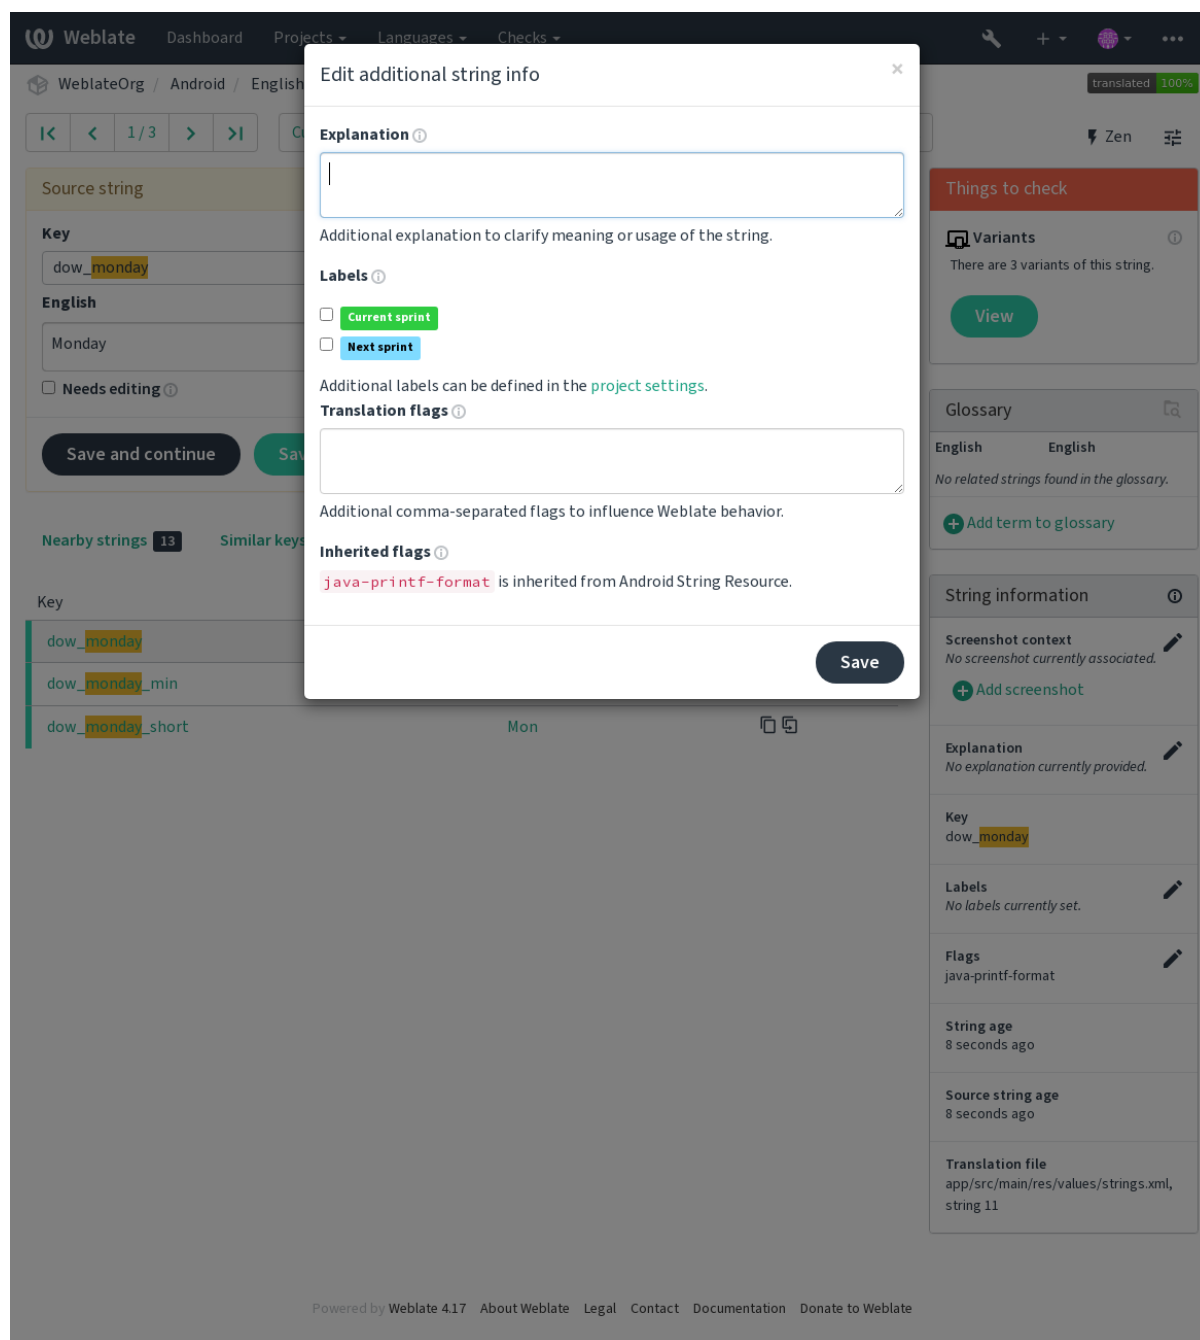 Weblate Dashboard Projects Languages Checks
WeblateOrg / Android / English
translated 100%
1 / 3
Zen
Edit additional string info
×
Explanation
Additional explanation to clarify meaning or usage of the string.
Labels
Current sprint
Next sprint
Additional labels can be defined in the project settings.
Translation flags
Additional comma-separated flags to influence Weblate behavior.
Inherited flags
java-printf-format is inherited from Android String Resource.
Save
Source string
Key
dow_monday
English
Monday
Needs editing
Save and continue
Nearby strings 13 Similar keys
Key
dow_monday
dow_monday_min
dow_monday_short Mon
Things to check
Variants
There are 3 variants of this string.
View
Glossary
English English
No related strings found in the glossary.
Add term to glossary
String information
Screenshot context
No screenshot currently associated.
Add screenshot
Explanation
No explanation currently provided.
Key
dow_monday
Labels
No labels currently set.
Flags
java-printf-format
String age
8 seconds ago
Source string age
8 seconds ago
Translation file
app/src/main/res/values/strings.xml,
string 11
Powered by Weblate 4.17 About Weblate Legal Contact Documentation Donate to Weblate